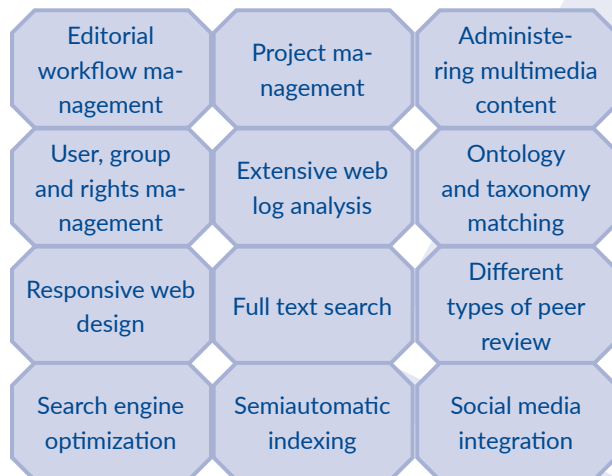 Editorial
workflow ma-
nagement
Project ma-
nagement
Administe-
ring multimedia
content
User, group
and rights ma-
nagement
Extensive web
log analysis
Ontology
and taxonomy
matching
Responsive web
design
Full text search
Different
types of peer
review
Search engine
optimization
Semiautomatic
indexing
Social media
integration